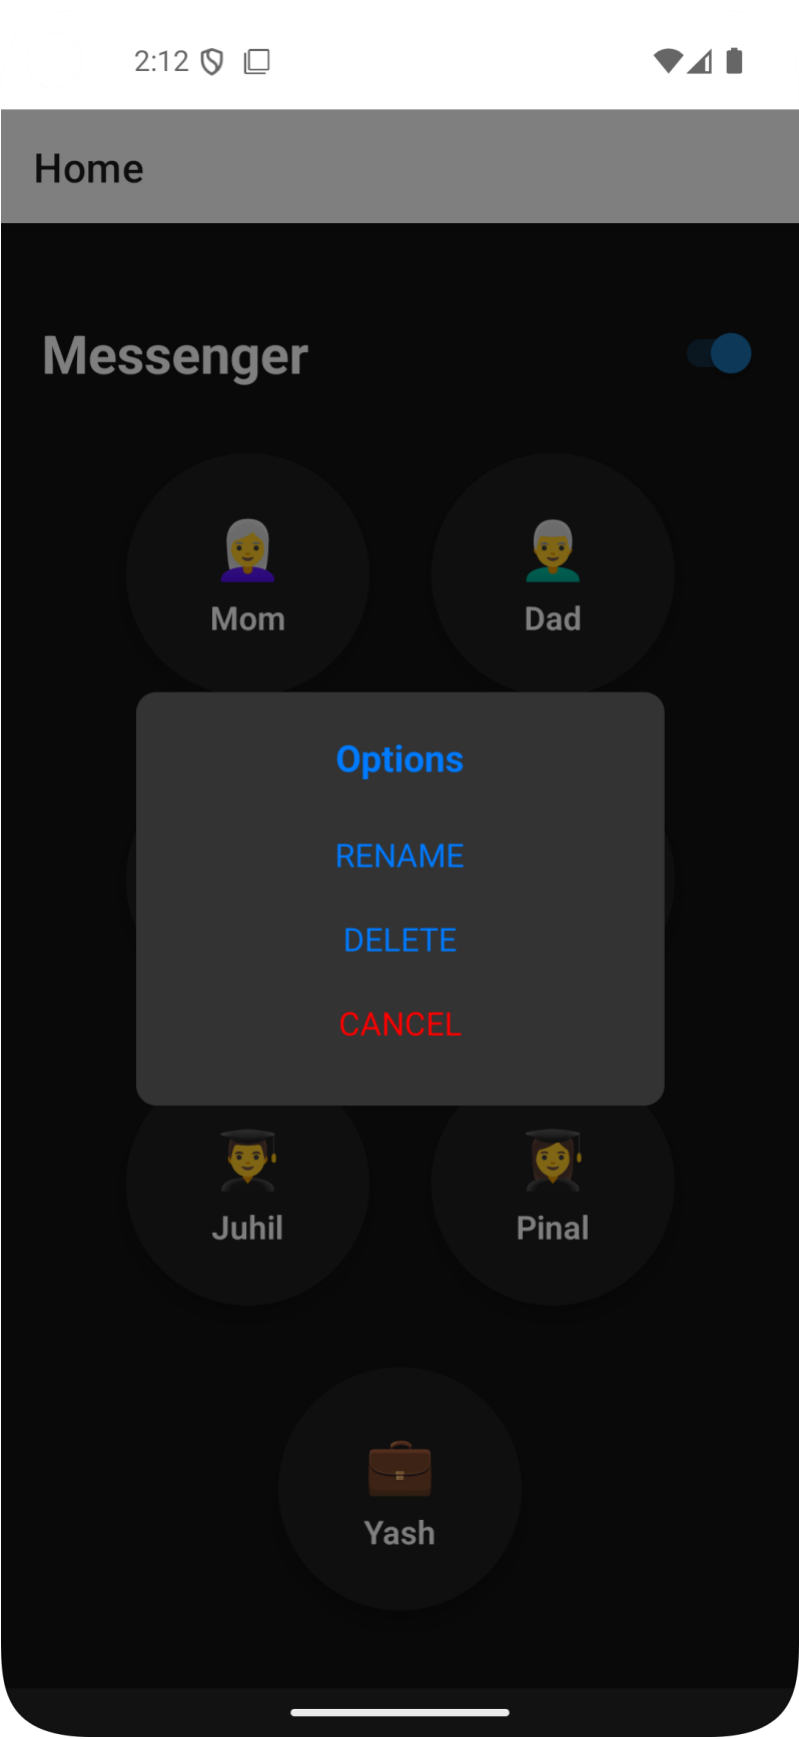 2:12
Home
Messenger
Mom
Dad
Options
RENAME
DELETE
CANCEL
Juhil
Pinal
Yash